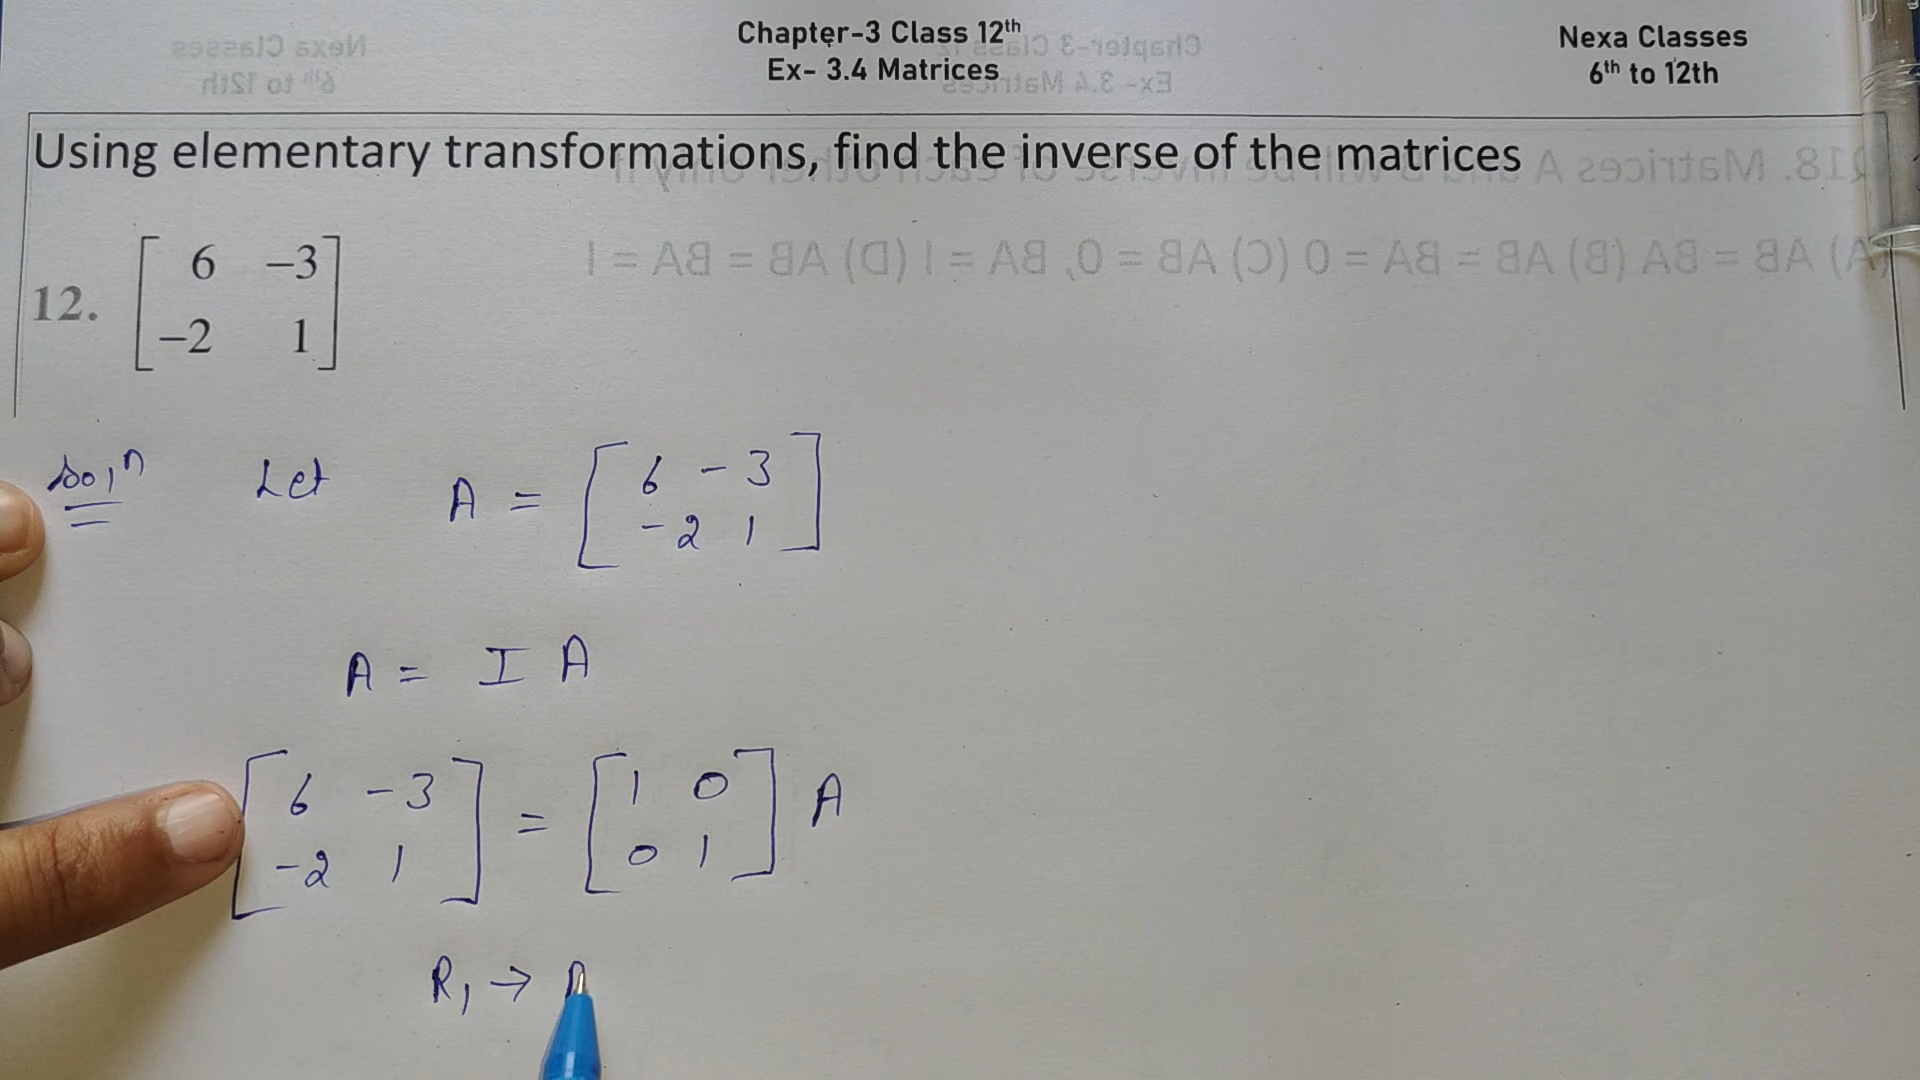 Chapter-3 Class 12th
Ex- 3.4 Matrices
Nexa Classes
6th to 12th
Using elementary transformations, find the inverse of the matrices
12. [ 6 −3 ]
[ −2 1 ]
Soln Let A = [ 6 - 3 ]
[ - 2 1 ]
A = I A
[ 6 - 3 ] = [ 1 0 ] A
[ - 2 1 ] [ 0 1 ]
R1 →